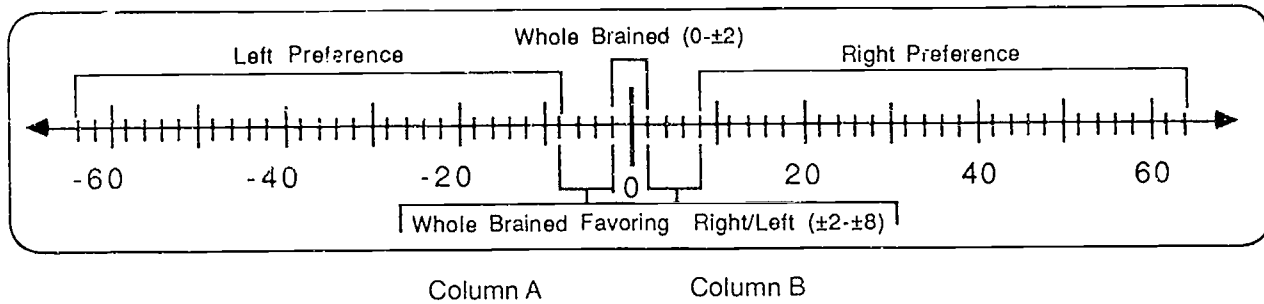 Whole Brained (0-±2)
Left Preference
Right Preference
-60 -40 -20 0 20 40 60
Whole Brained Favoring Right/Left (±2-±8)
Column A Column B